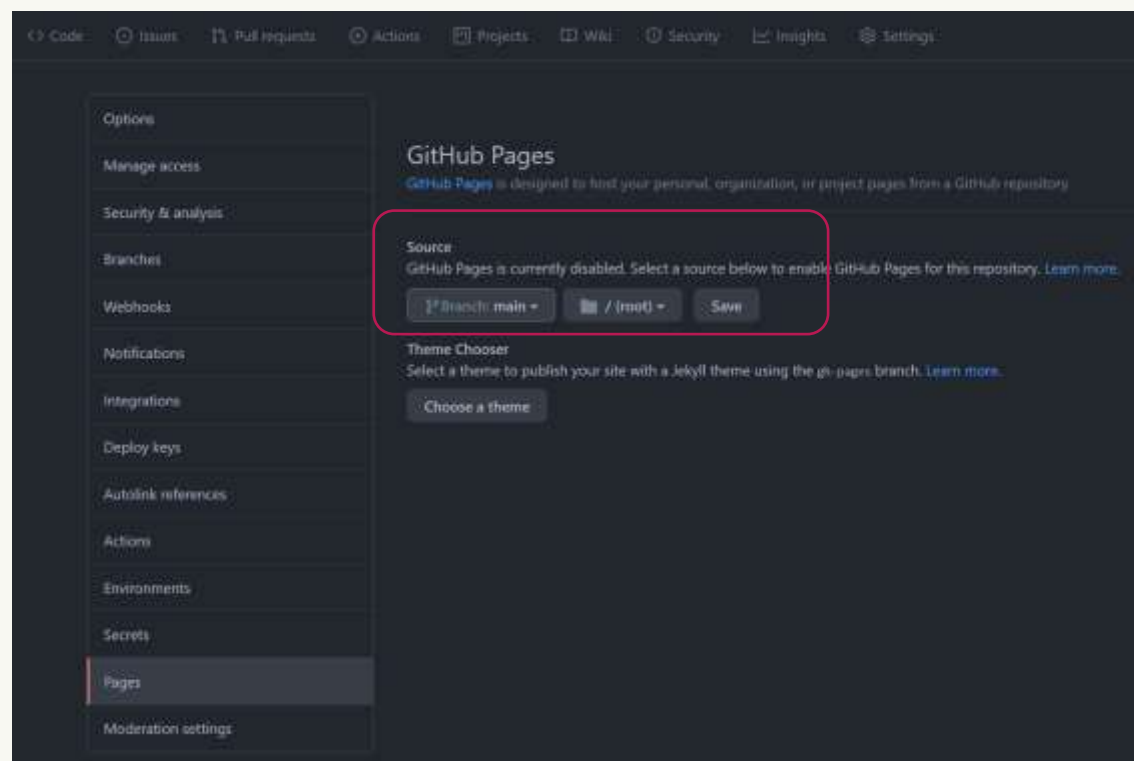 <> Code Issues Pull requests Actions Projects Wiki Security Insights Settings
Options
Manage access
Security & analysis
Branches
Webhooks
Notifications
Integrations
Deploy keys
Autolink references
Actions
Environments
Secrets
Pages
Moderation settings
GitHub Pages
GitHub Pages is designed to host your personal, organization, or project pages from a GitHub repository.
Source
GitHub Pages is currently disabled. Select a source below to enable GitHub Pages for this repository. Learn more.
Branch: main / (root) Save
Theme Chooser
Select a theme to publish your site with a Jekyll theme using the gh-pages branch. Learn more.
Choose a theme